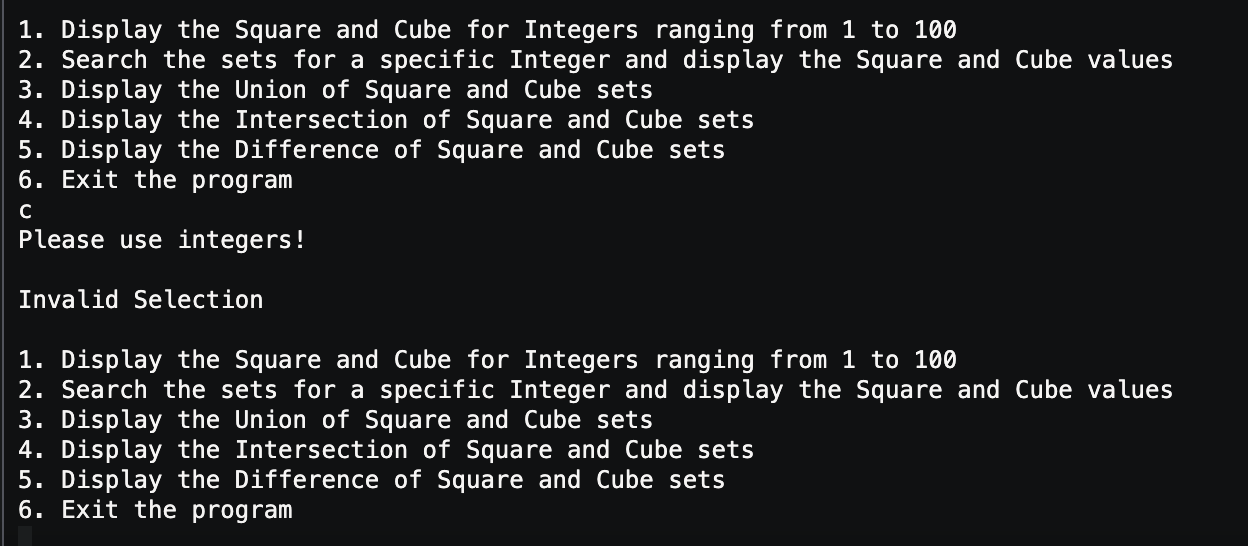 1. Display the Square and Cube for Integers ranging from 1 to 100
2. Search the sets for a specific Integer and display the Square and Cube values
3. Display the Union of Square and Cube sets
4. Display the Intersection of Square and Cube sets
5. Display the Difference of Square and Cube sets
6. Exit the program
c
Please use integers!
Invalid Selection
1. Display the Square and Cube for Integers ranging from 1 to 100
2. Search the sets for a specific Integer and display the Square and Cube values
3. Display the Union of Square and Cube sets
4. Display the Intersection of Square and Cube sets
5. Display the Difference of Square and Cube sets
6. Exit the program